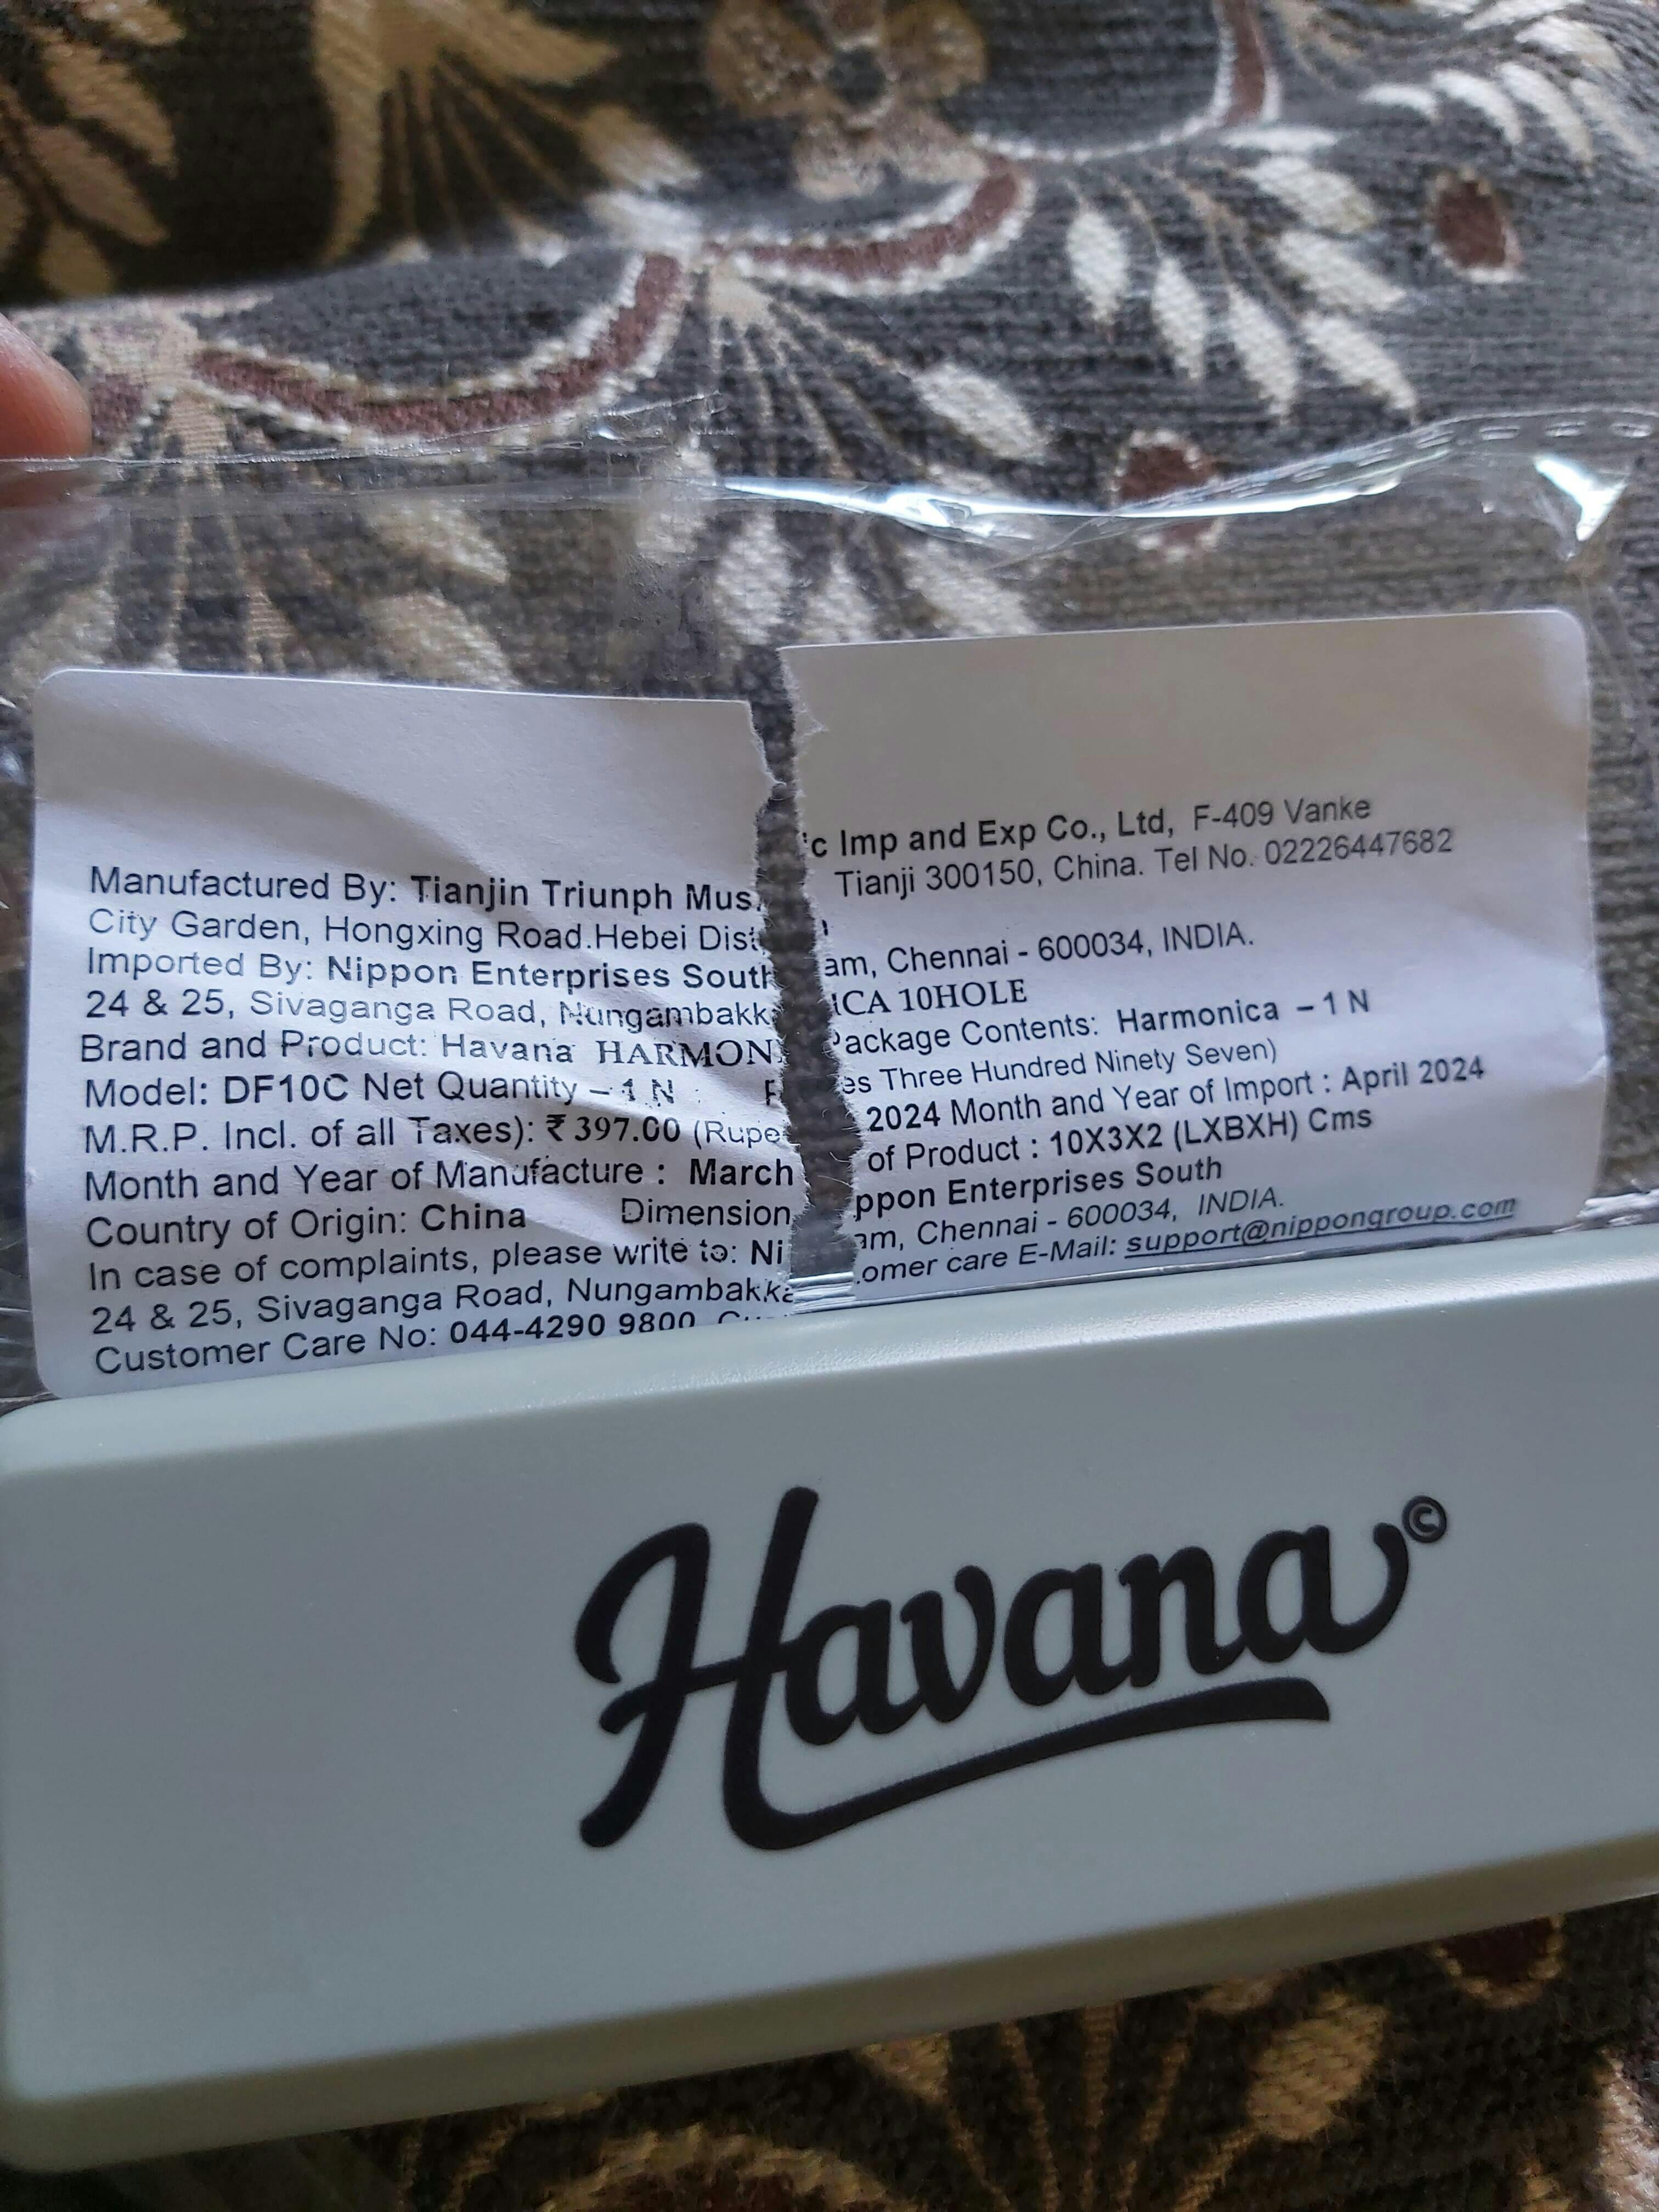 Manufactured By: Tianjin Triunph Mus
c Imp and Exp Co., Ltd, F-409 Vanke
City Garden, Hongxing Road.Hebei Dist
Tianji 300150, China. Tel No. 02226447682
Imported By: Nippon Enterprises South
24 & 25, Sivaganga Road, Nungambakk
am, Chennai - 600034, INDIA.
Brand and Product: Havana HARMON
ICA 10HOLE
Model: DF10C Net Quantity – 1 N
Package Contents: Harmonica – 1 N
M.R.P. Incl. of all Taxes): ₹ 397.00 (Rupe
es Three Hundred Ninety Seven)
Month and Year of Manufacture : March
2024 Month and Year of Import : April 2024
Country of Origin: China Dimension
of Product : 10X3X2 (LXBXH) Cms
In case of complaints, please write to: Ni
ppon Enterprises South
24 & 25, Sivaganga Road, Nungambakka
am, Chennai - 600034, INDIA.
Customer Care No: 044-4290 9800
omer care E-Mail: support@nippongroup.com
Havana©